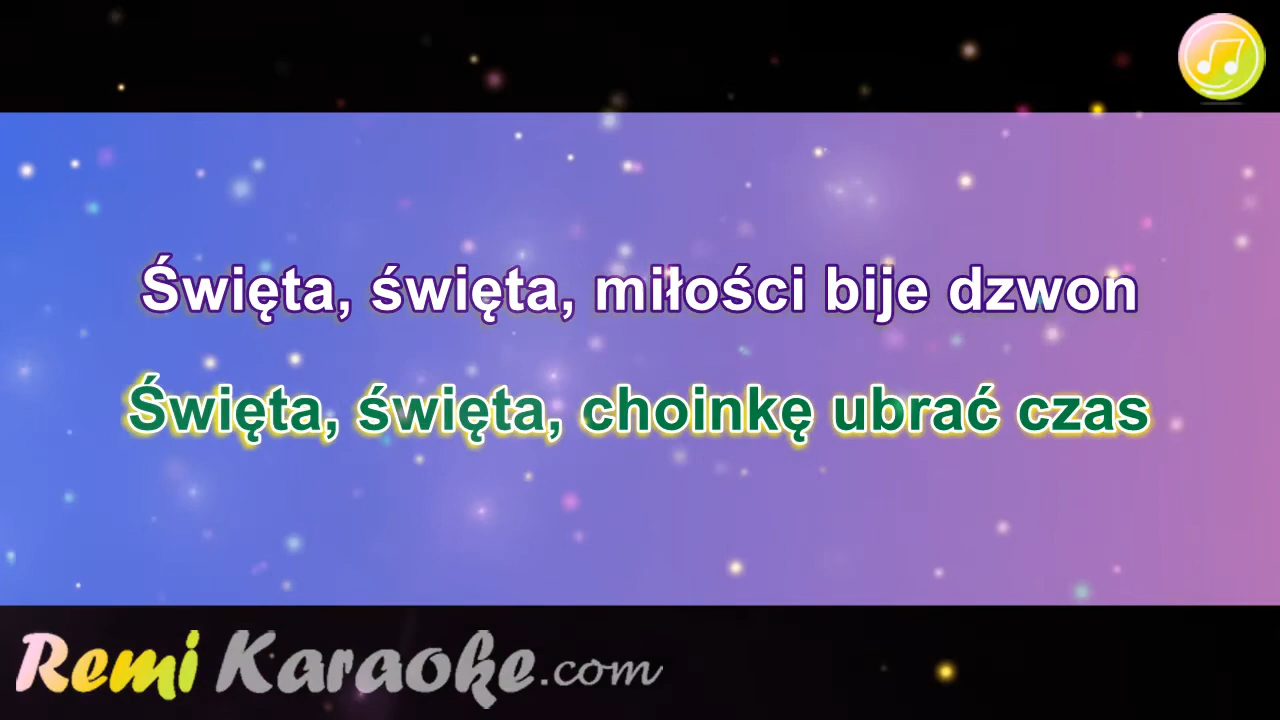 Święta, święta, miłości bije dzwon
Święta, święta, choinkę ubrać czas
Remi Karaoke.com